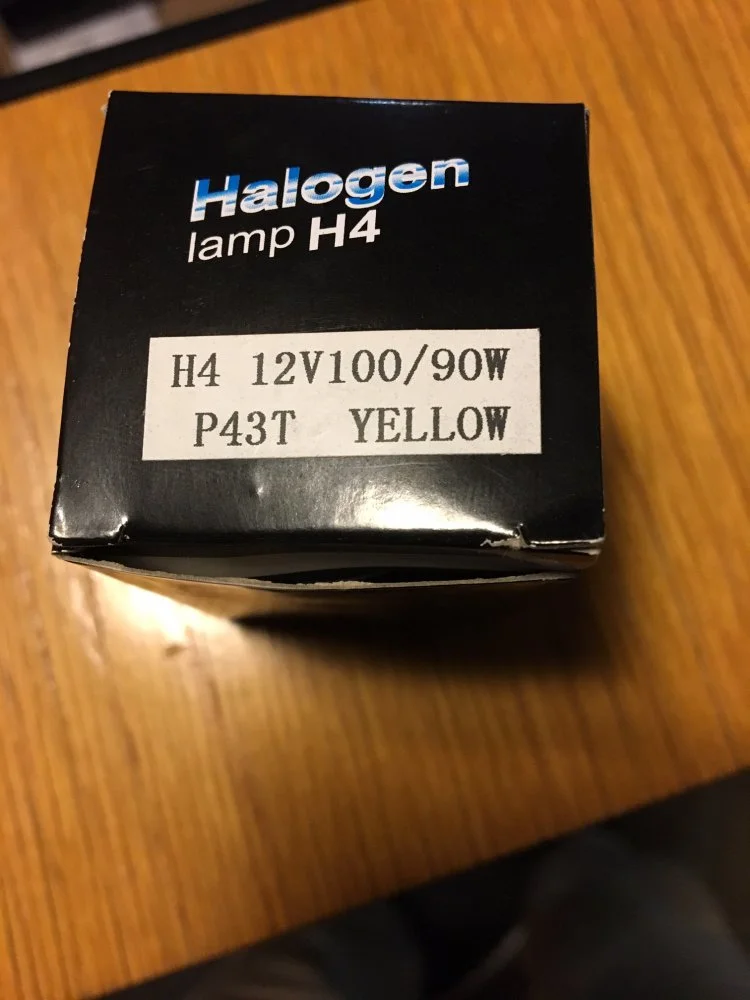 Halogen
lamp H4
H4 12V100/90W
P43T YELLOW